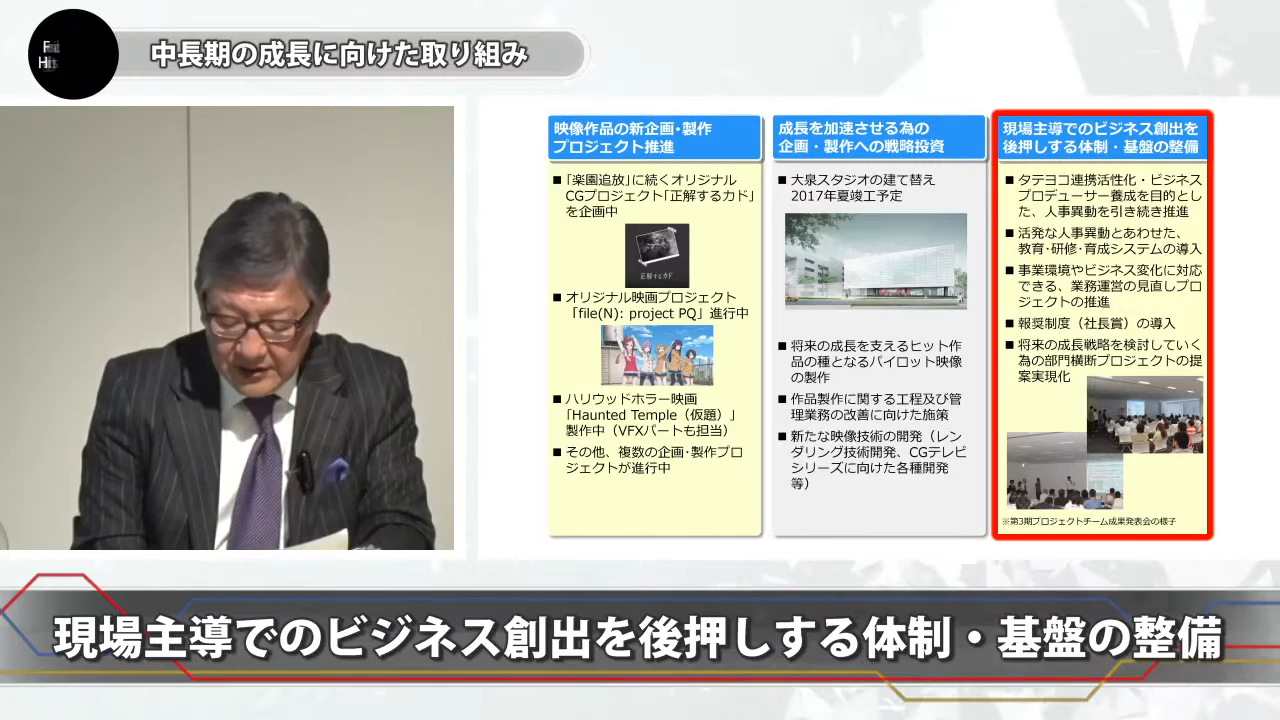 中長期の成長に向けた取り組み
映像作品の新企画・製作
プロジェクト推進
■「楽園追放」に続くオリジナル
CGプロジェクト「正解するカド」
を企画中
正解するカド
■オリジナル映画プロジェクト
「file(N): project PQ」進行中
■ハリウッドホラー映画
「Haunted Temple（仮題）」
製作中（VFXパートも担当）
■その他、複数の企画・製作プロ
ジェクトが進行中
成長を加速させる為の
企画・製作への戦略投資
■大泉スタジオの建て替え
2017年夏竣工予定
■将来の成長を支えるヒット作
品の種となるパイロット映像
の製作
■作品製作に関する工程及び管
理業務の改善に向けた施策
■新たな映像技術の開発（レン
ダリング技術開発、CGテレビ
シリーズに向けた各種開発
等）
現場主導でのビジネス創出を
後押しする体制・基盤の整備
■タテヨコ連携活性化・ビジネス
プロデューサー養成を目的とし
た、人事異動を引き続き推進
■活発な人事異動とあわせた、
教育・研修・育成システムの導入
■事業環境やビジネス変化に対応
できる、業務運営の見直しプロ
ジェクトの推進
■報奨制度（社長賞）の導入
■将来の成長戦略を検討していく
為の部門横断プロジェクトの提
案実現化
※第3期プロジェクトチーム成果発表会の様子
現場主導でのビジネス創出を後押しする体制・基盤の整備